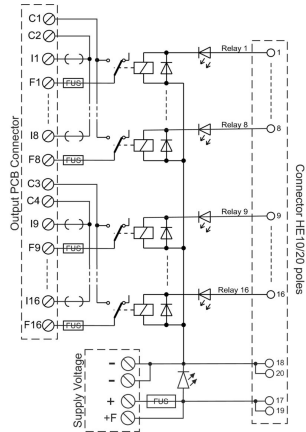 C1
C2
I1
F1
FUS
I8
F8
FUS
C3
C4
I9
F9
FUS
I16
F16
FUS
Output PCB Connector
Relay 1
1
Relay 8
8
Relay 9
9
Relay 16
16
Connector HE10/20 poles
Supply Voltage
-
-
+
+F
FUS
18
20
17
19